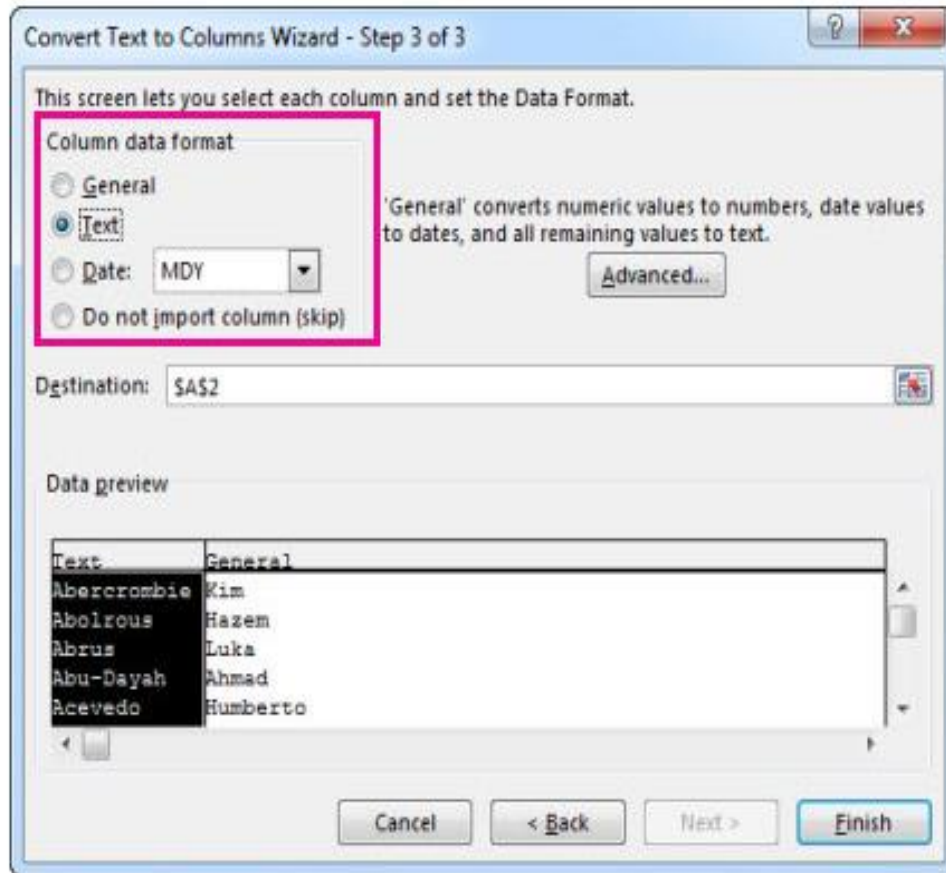 Convert Text to Columns Wizard - Step 3 of 3
This screen lets you select each column and set the Data Format.
Column data format
General
Text
Date: MDY
Do not import column (skip)
'General' converts numeric values to numbers, date values
to dates, and all remaining values to text.
Advanced...
Destination: $A$2
Data preview
Text General
Abercrombie Kim
Abolrous Hazem
Abrus Luka
Abu-Dayah Ahmad
Acevedo Humberto
Cancel < Back Next > Finish